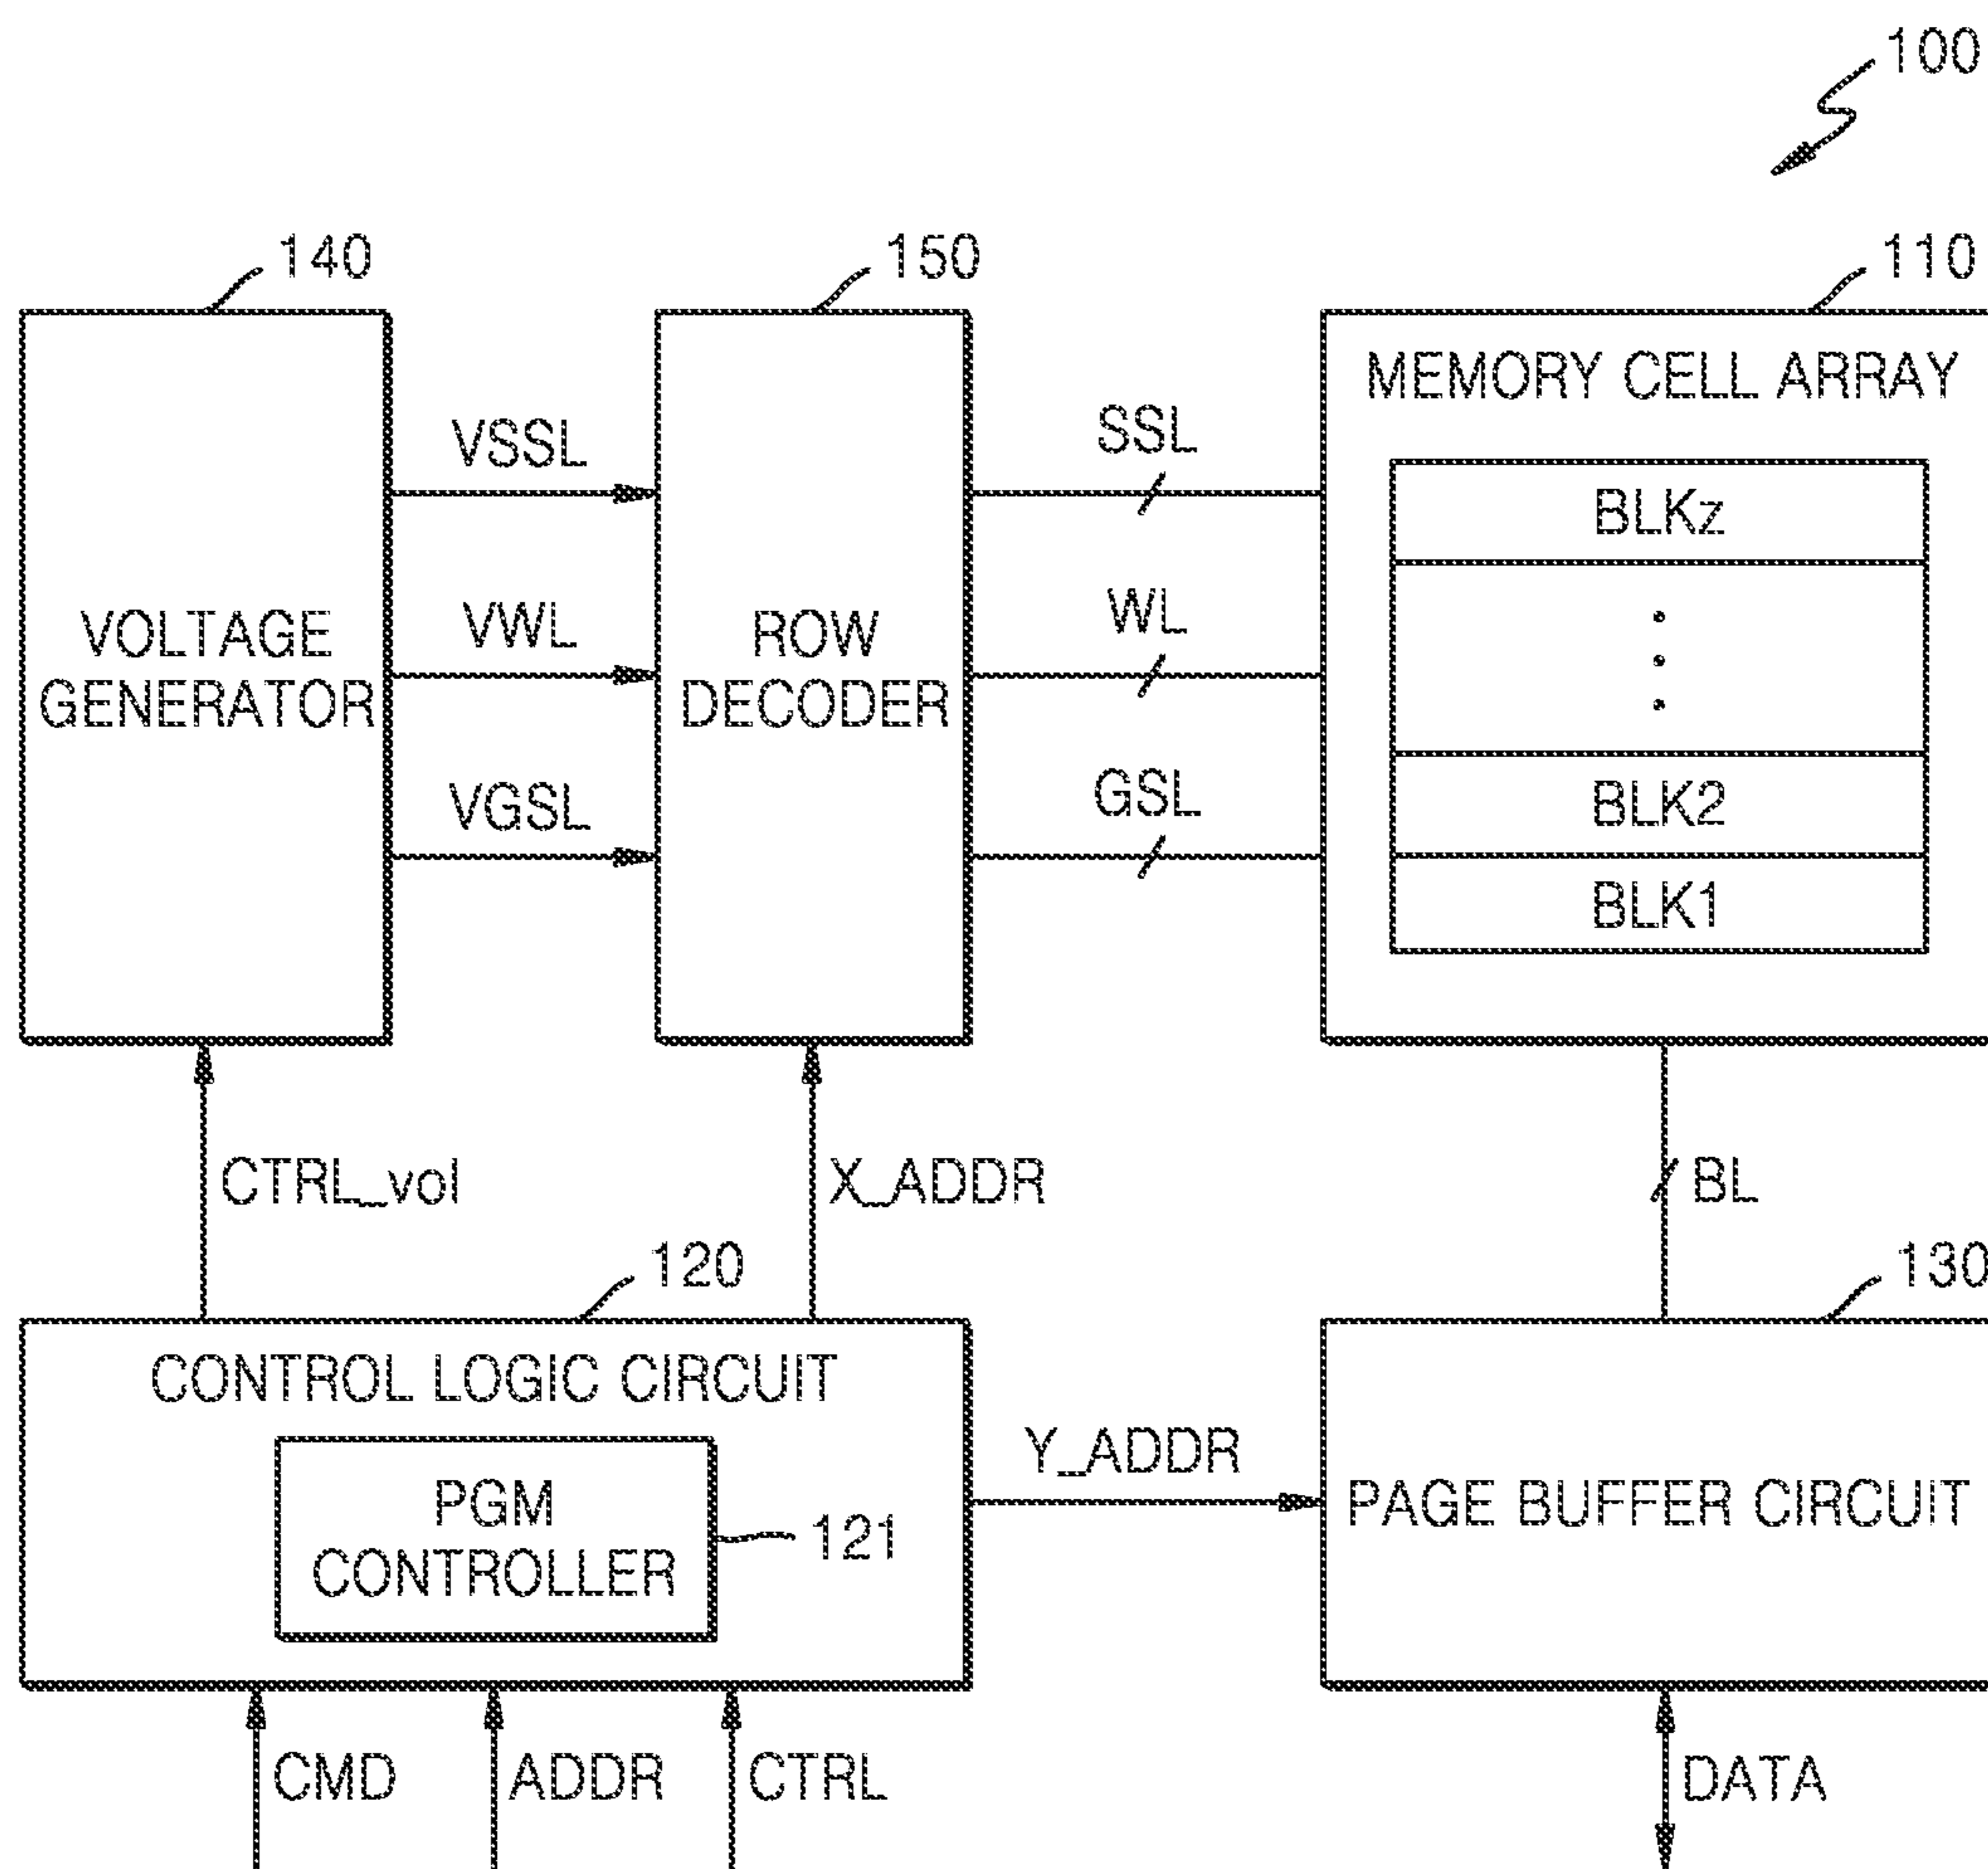 100
140
150
110
VOLTAGE
GENERATOR
VSSL
VWL
VGSL
ROW
DECODER
SSL
WL
GSL
MEMORY CELL ARRAY
BLKz
BLK2
BLK1
CTRL_vol
X_ADDR
BL
120
130
CONTROL LOGIC CIRCUIT
PGM
CONTROLLER
121
Y_ADDR
PAGE BUFFER CIRCUIT
CMD
ADDR
CTRL
DATA